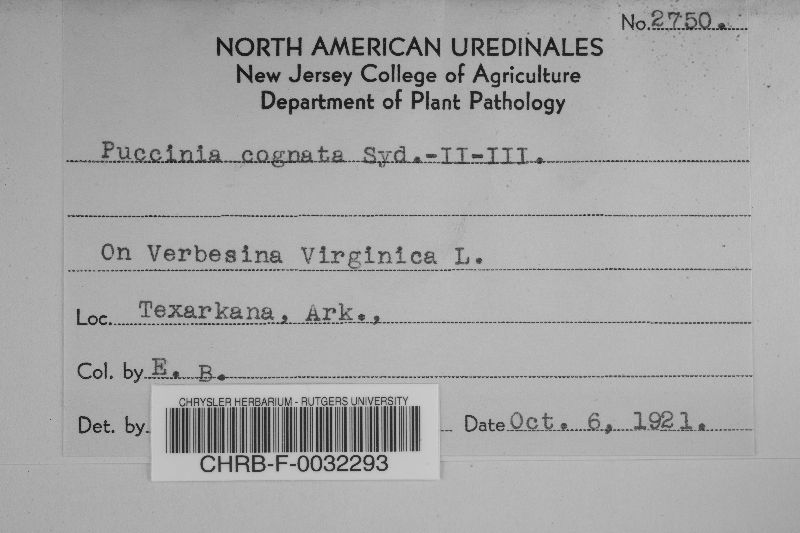 No. 2750.
NORTH AMERICAN UREDINALES
New Jersey College of Agriculture
Department of Plant Pathology
Puccinia cognata Syd.-II-III.
On Verbesina Virginica L.
Loc. Texarkana, Ark.,
Col. by E. B.
Det. by Date Oct. 6, 1921.
CHRYSLER HERBARIUM - RUTGERS UNIVERSITY
CHRB-F-0032293